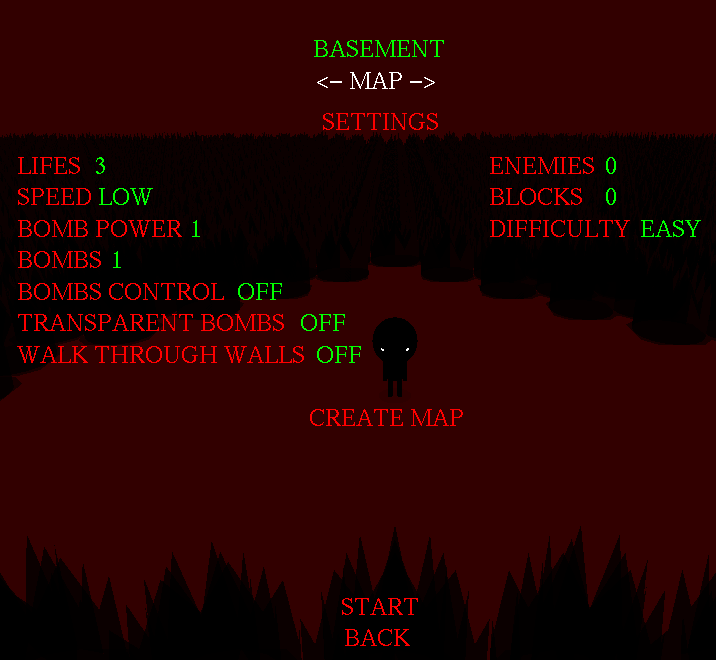 BASEMENT
<- MAP ->
SETTINGS
LIFES 3
SPEED LOW
BOMB POWER 1
BOMBS 1
BOMBS CONTROL OFF
TRANSPARENT BOMBS OFF
WALK THROUGH WALLS OFF
ENEMIES 0
BLOCKS 0
DIFFICULTY EASY
CREATE MAP
START
BACK